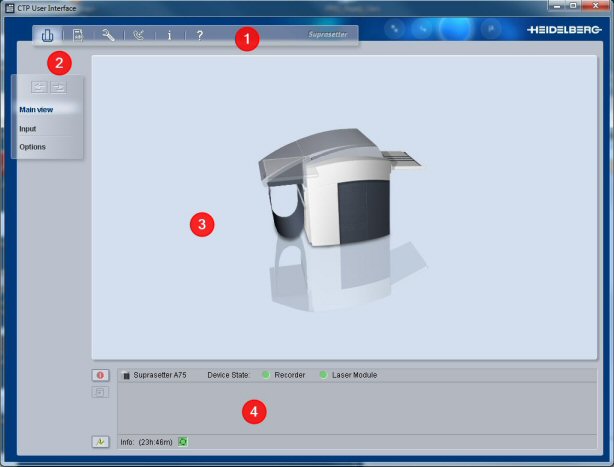 CTP User Interface
1
i
?
Suprasetter
HEIDELBERG
2
Main view
Input
Options
3
Suprasetter A75 Device State: Recorder Laser Module
4
Info: (23h:46m)